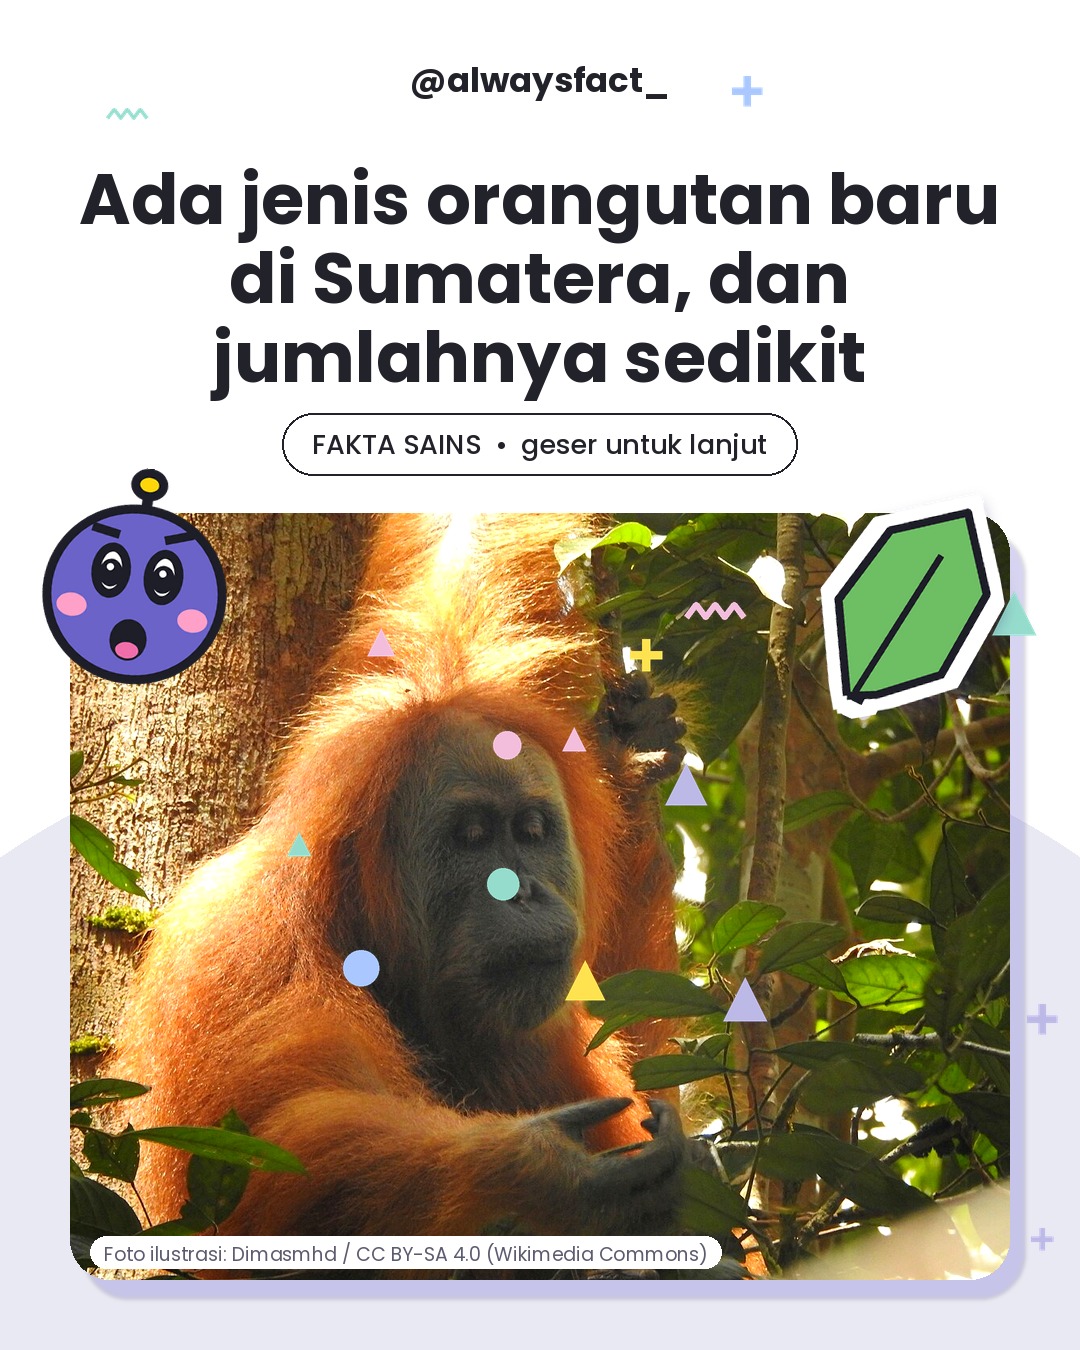 @alwaysfact_
Ada jenis orangutan baru
di Sumatera, dan
jumlahnya sedikit
FAKTA SAINS • geser untuk lanjut
Foto ilustrasi: Dimasmhd / CC BY-SA 4.0 (Wikimedia Commons)